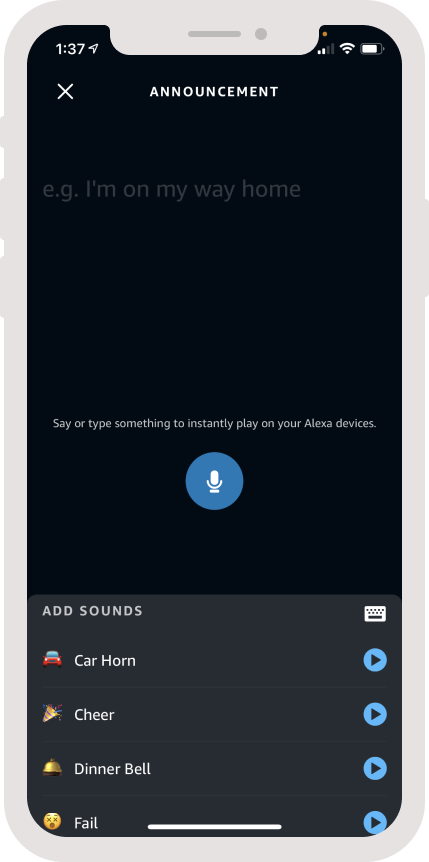 1:37
ANNOUNCEMENT
e.g. I'm on my way home
Say or type something to instantly play on your Alexa devices.
ADD SOUNDS
Car Horn
Cheer
Dinner Bell
Fail